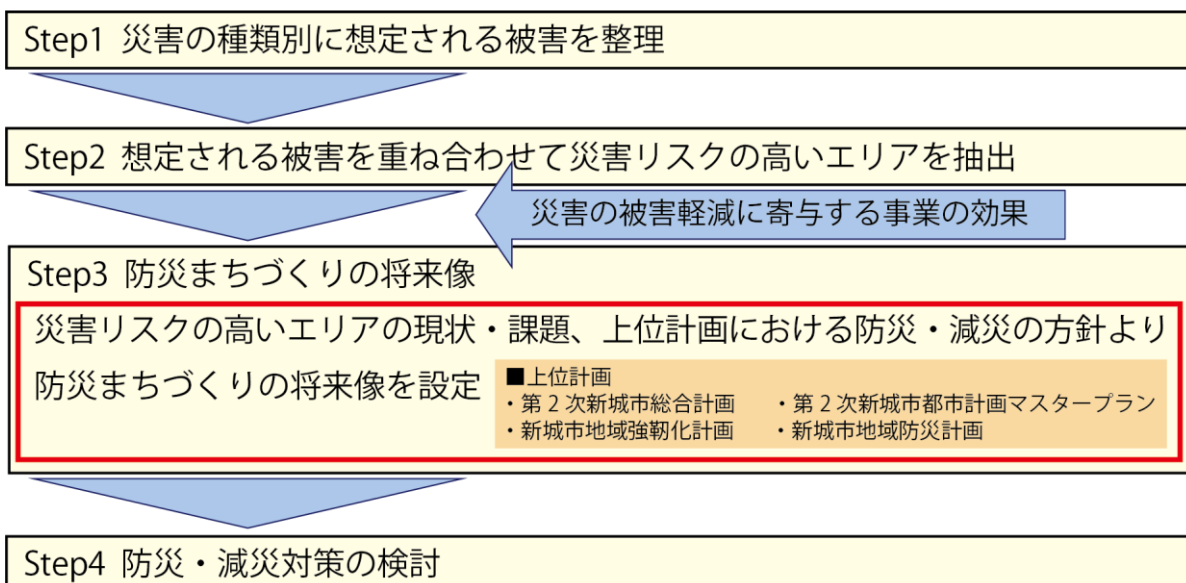 Step1 災害の種類別に想定される被害を整理
Step2 想定される被害を重ね合わせて災害リスクの高いエリアを抽出
災害の被害軽減に寄与する事業の効果
Step3 防災まちづくりの将来像
災害リスクの高いエリアの現状・課題、上位計画における防災・減災の方針より
防災まちづくりの将来像を設定
■上位計画
・第２次新城市総合計画 ・第２次新城市都市計画マスタープラン
・新城市地域強靭化計画 ・新城市地域防災計画
Step4 防災・減災対策の検討